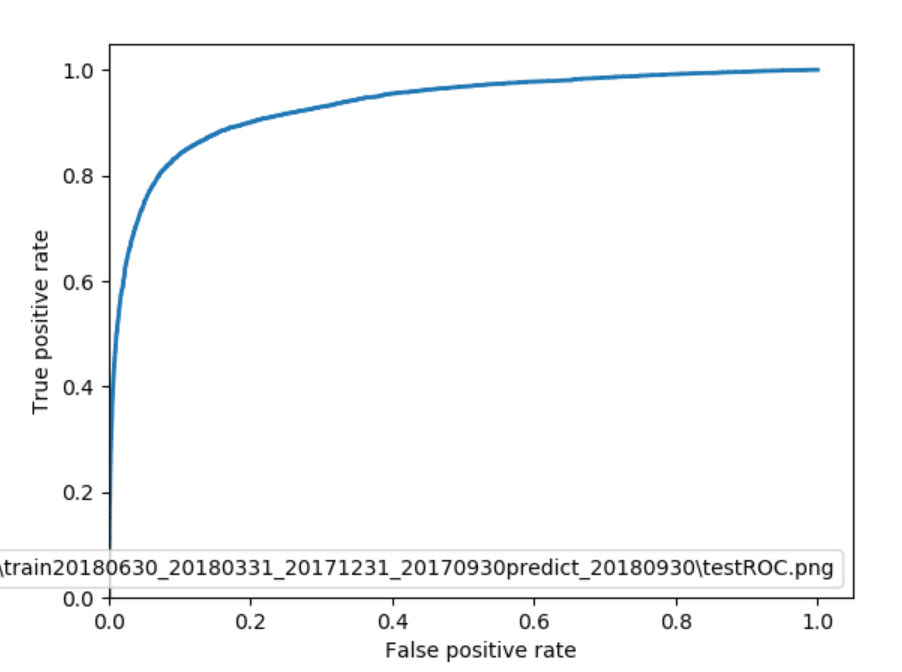 1.0
0.8
0.6
0.4
0.2
0.0
True positive rate
\train20180630_20180331_20171231_20170930predict_20180930\testROC.png
0.0 0.2 0.4 0.6 0.8 1.0
False positive rate